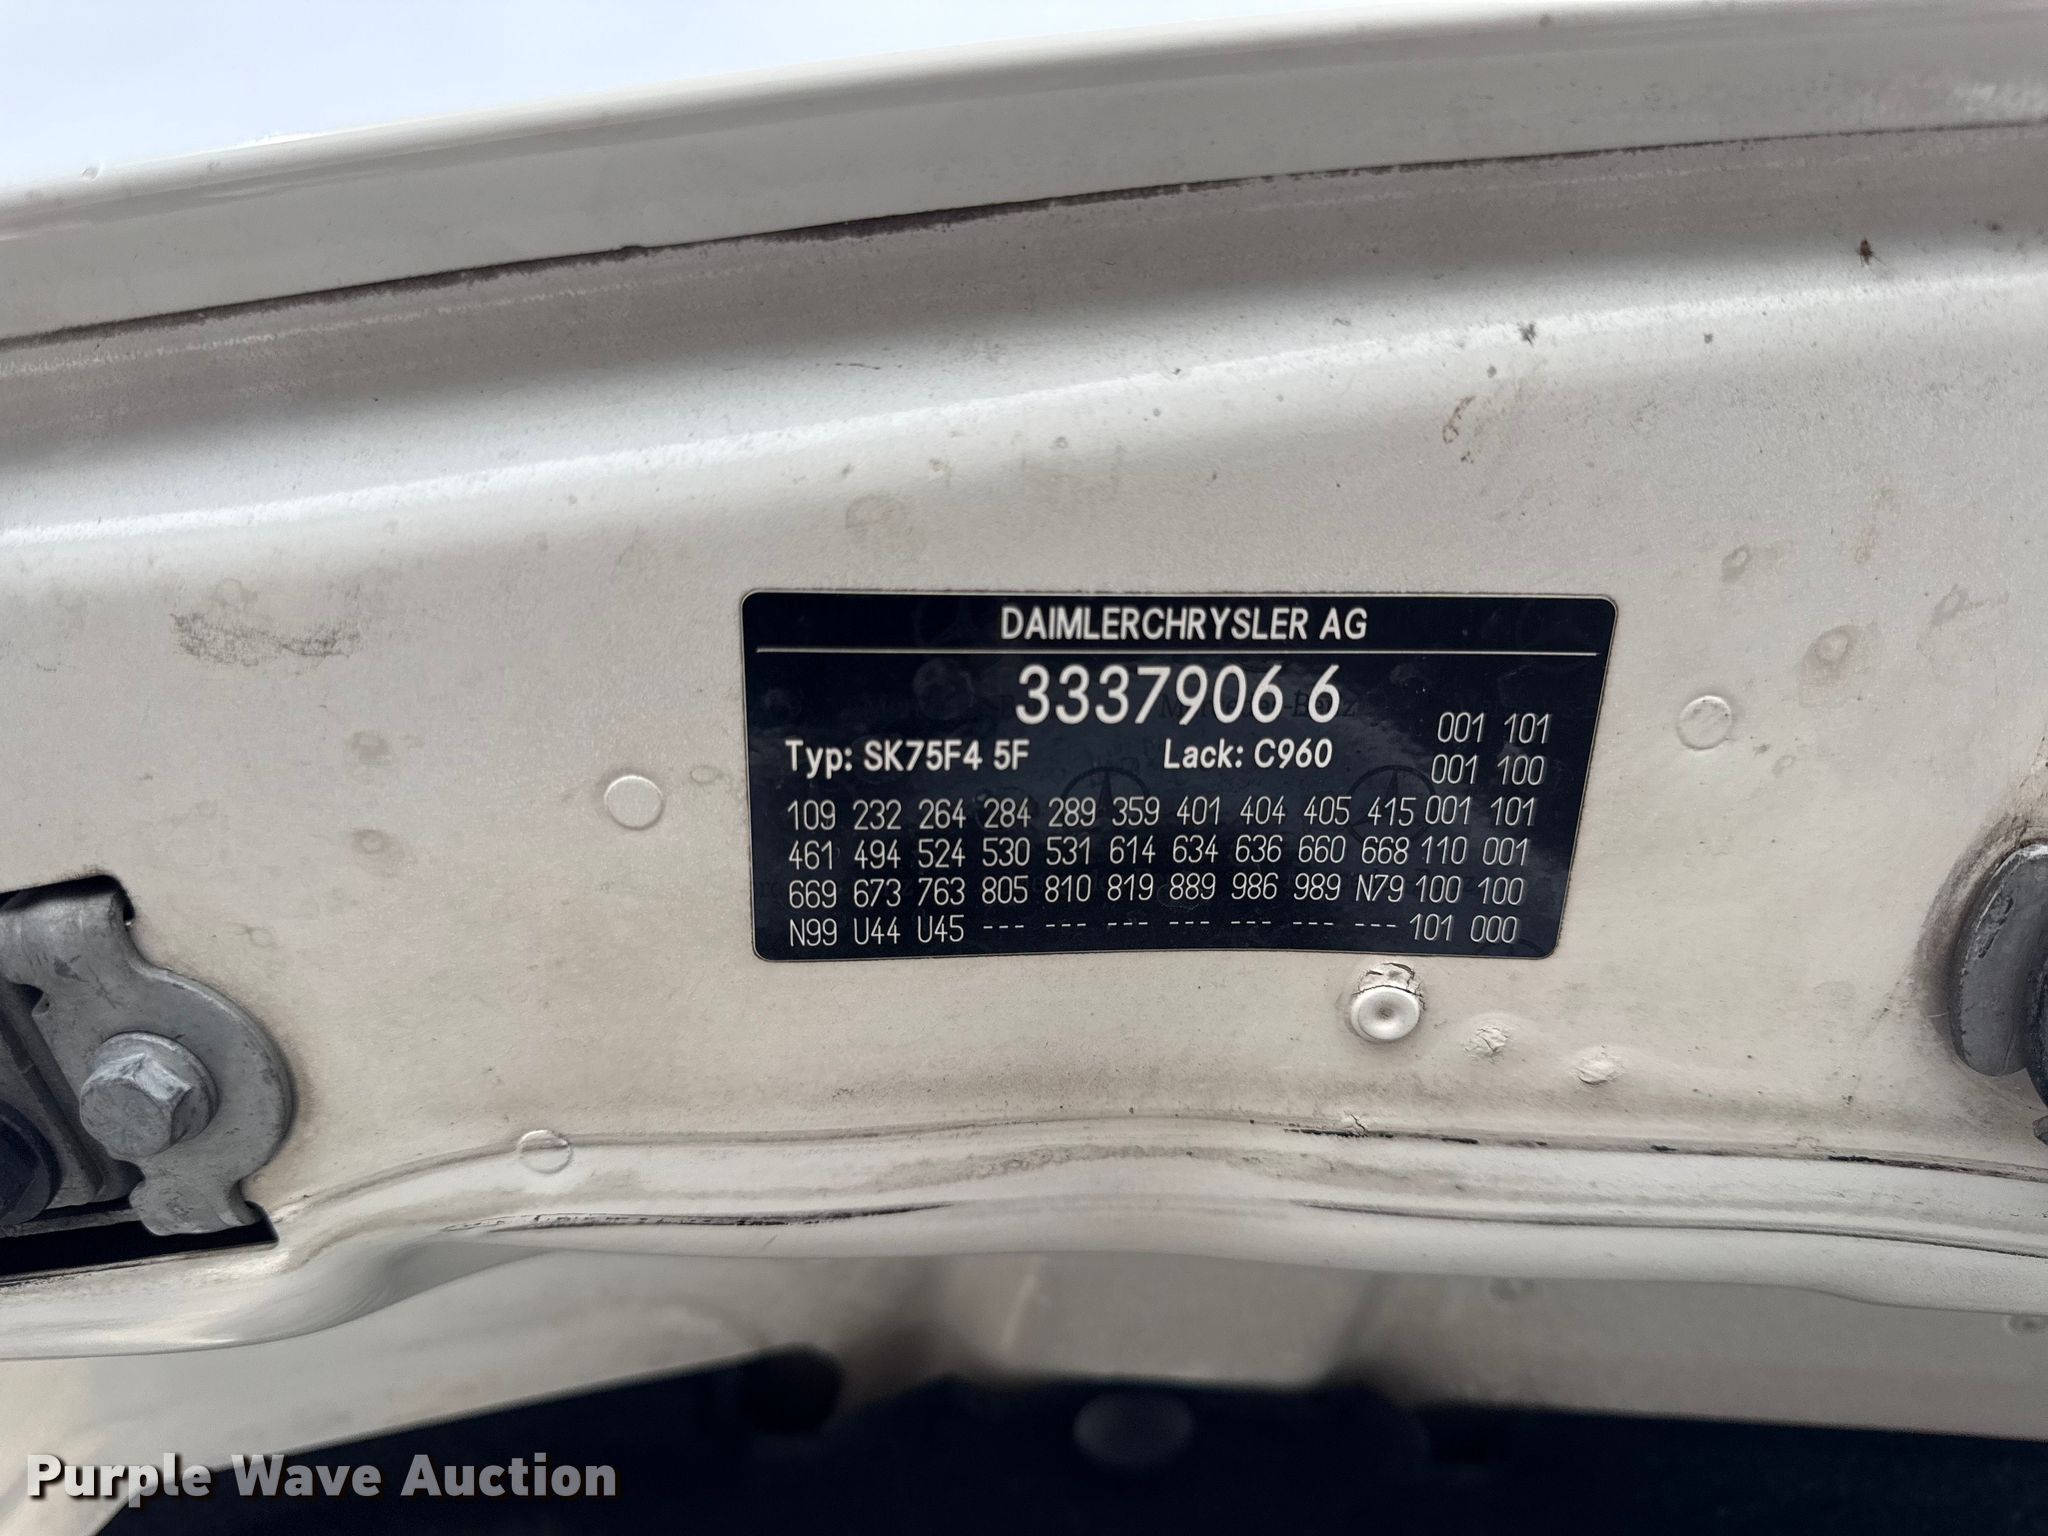 DAIMLERCHRYSLER AG
3337906 6
001 101
Typ: SK75F4 5F Lack: C960
001 100
109 232 264 284 289 359 401 404 405 415 001 101
461 494 524 530 531 614 634 636 660 668 110 001
669 673 763 805 810 819 889 986 989 N79 100 100
N99 U44 U45 --- --- --- --- --- --- --- 101 000
Purple Wave Auction